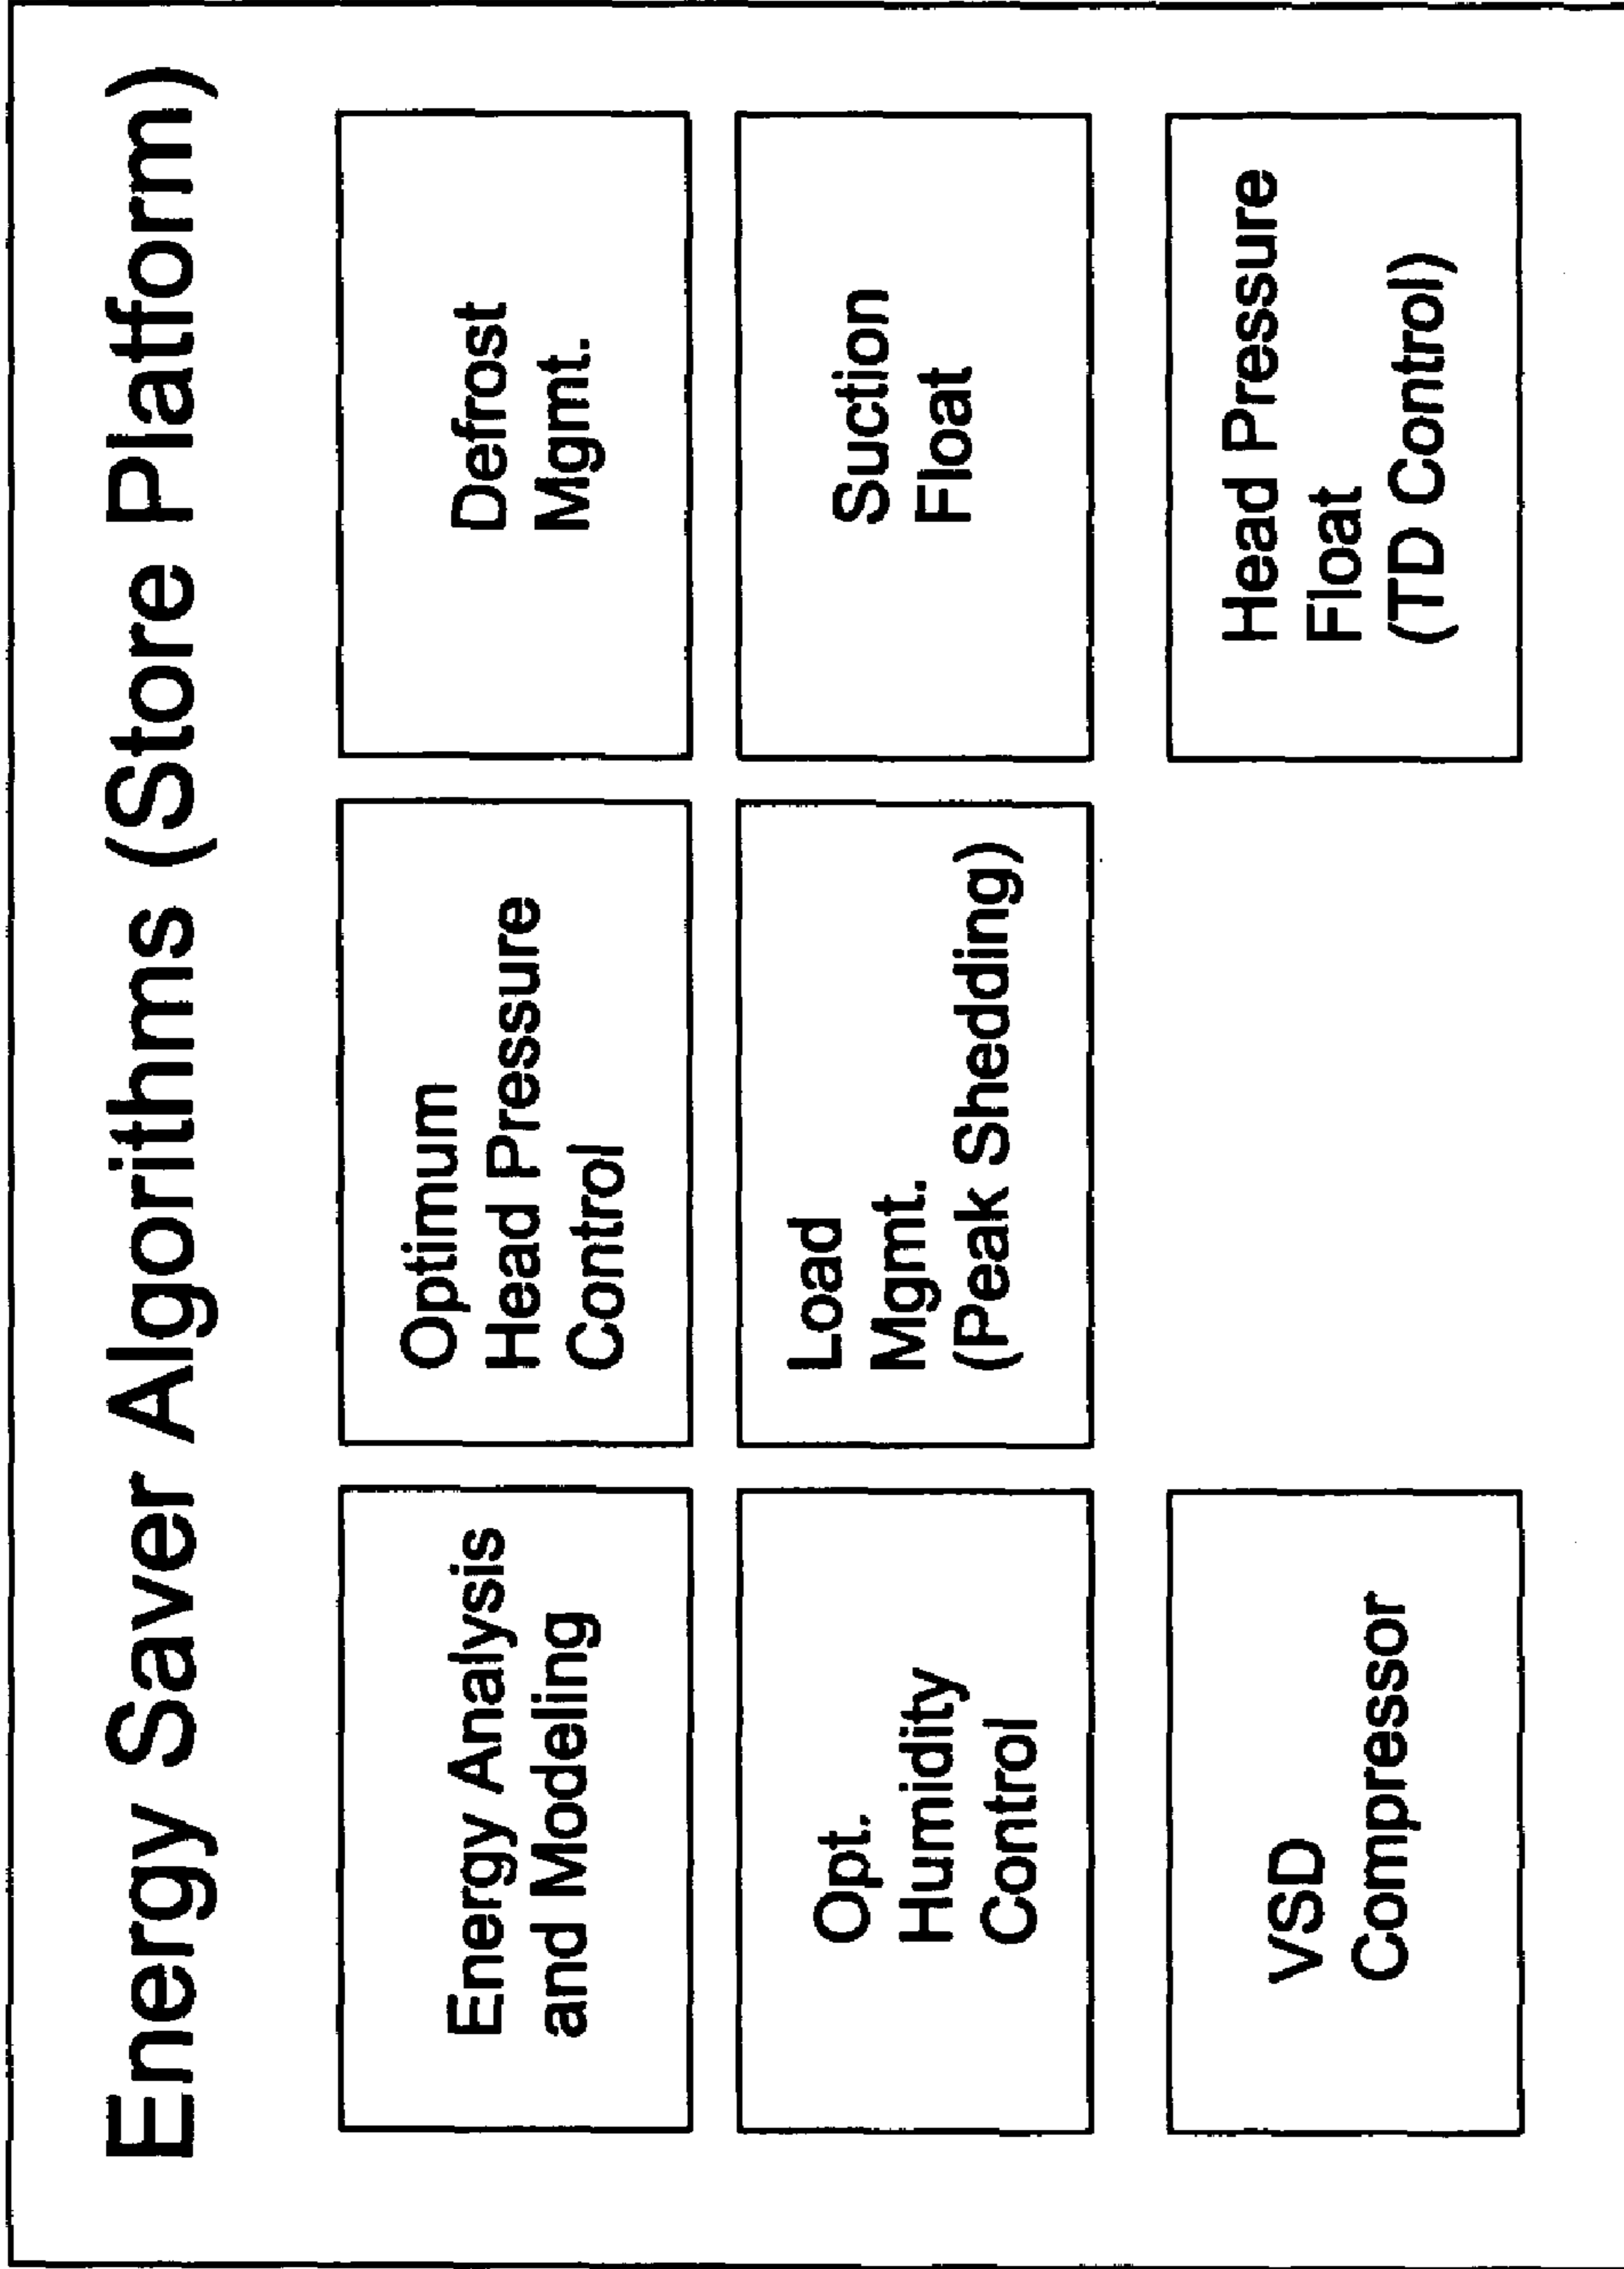 Energy Saver Algorithms (Store Platform)
Energy Analysis
and Modeling
Optimum
Head Pressure
Control
Defrost
Mgmt.
Opt.
Humidity
Control
Load
Mgmt.
(Peak Shedding)
Suction
Float
VSD
Compressor
Head Pressure
Float
(TD Control)